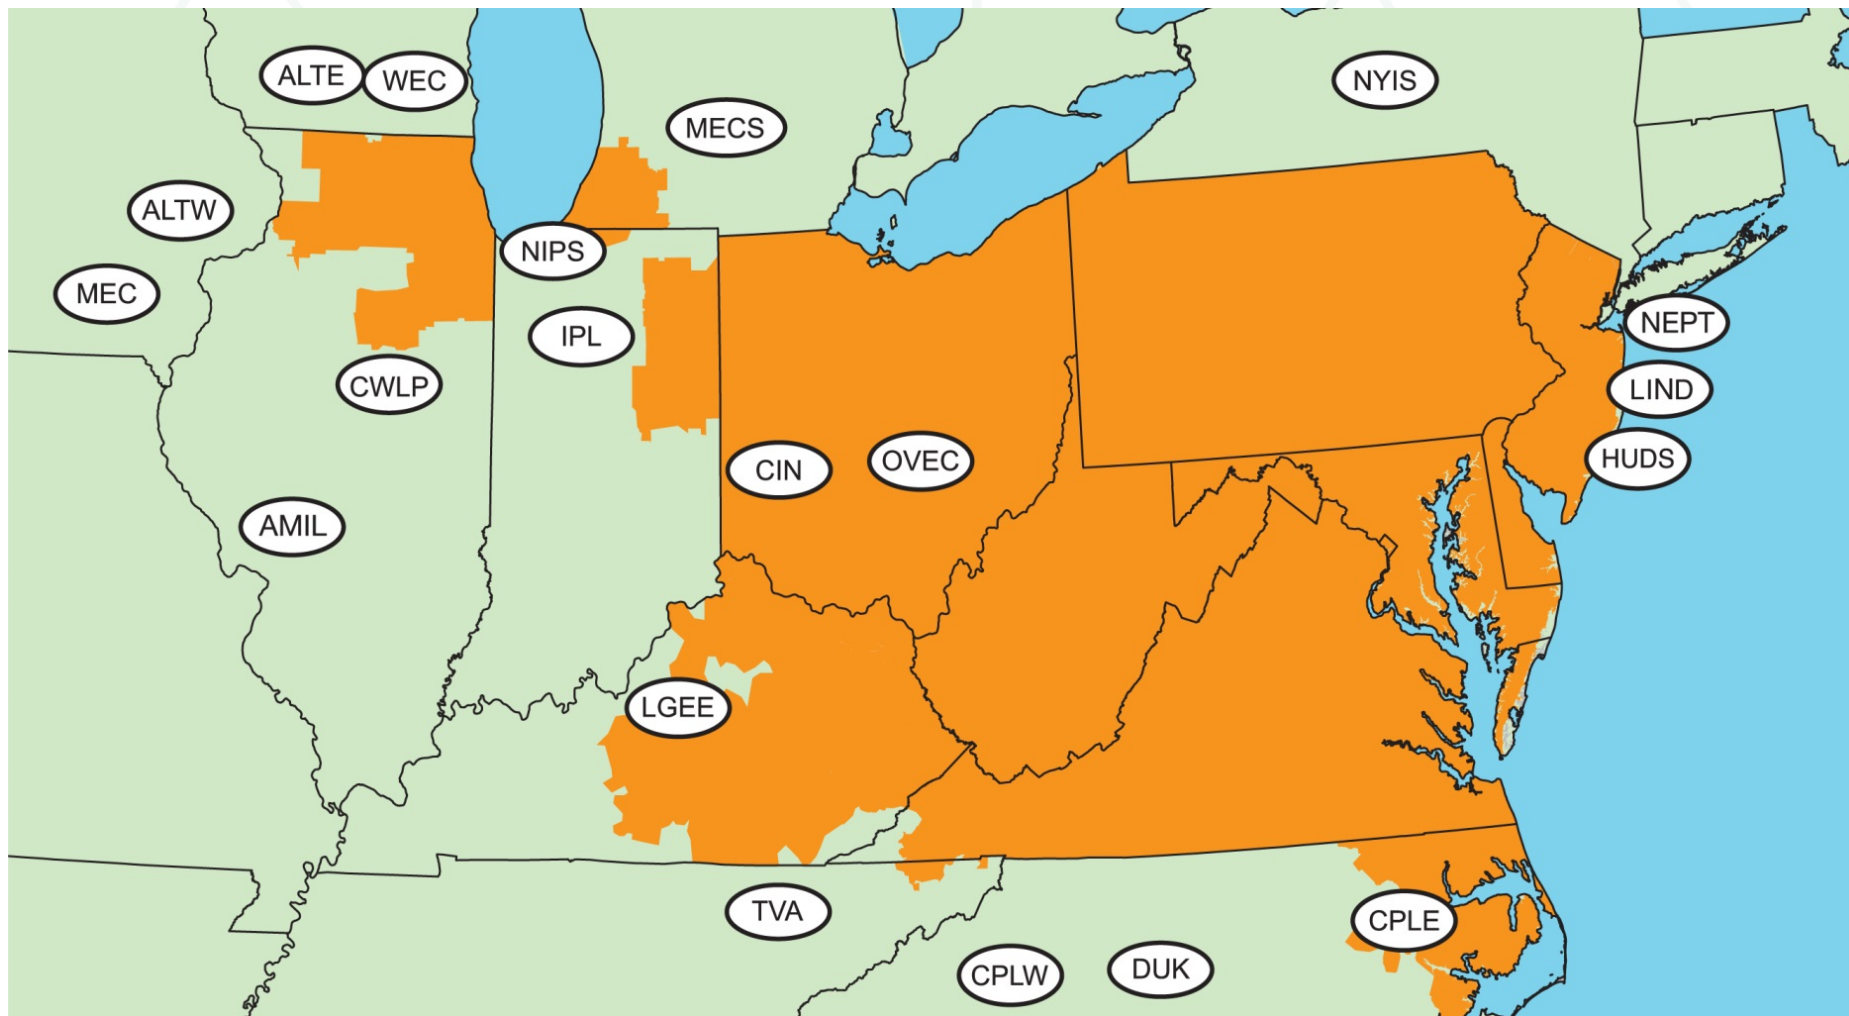 ALTE
WEC
NYIS
MECS
ALTW
NIPS
MEC
NEPT
IPL
CWLP
LIND
CIN
OVEC
HUDS
AMIL
LGEE
TVA
CPLE
CPLW
DUK